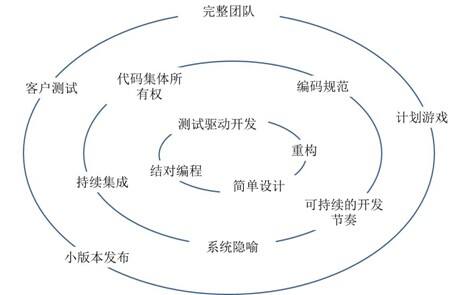 完整团队
客户测试
代码集体所
有权
编码规范
计划游戏
测试驱动开发
重构
结对编程
持续集成
简单设计
可持续的开发
节奏
系统隐喻
小版本发布